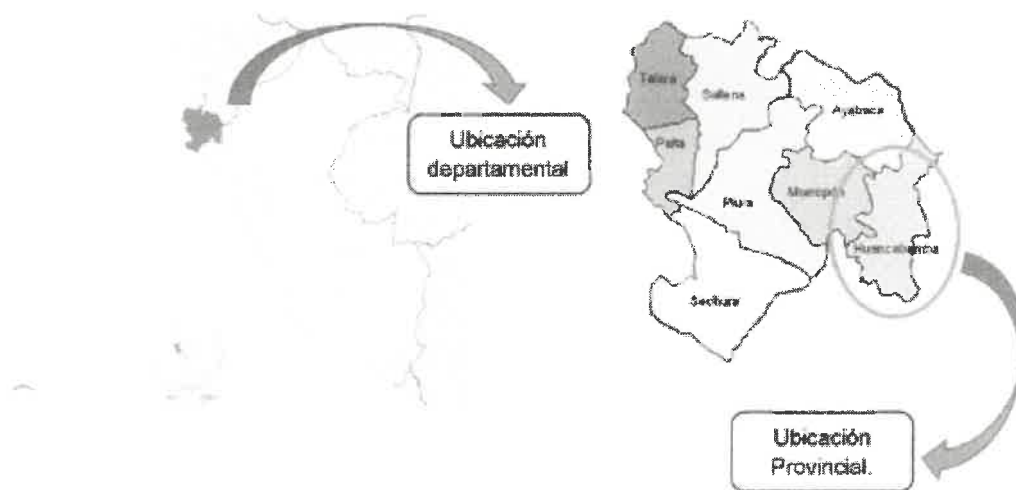 Ubicación
departamental
Talara
Sullana
Ayabaca
Paita
Morropón
Piura
Huancabamba
Sechura
Ubicación
Provincial.